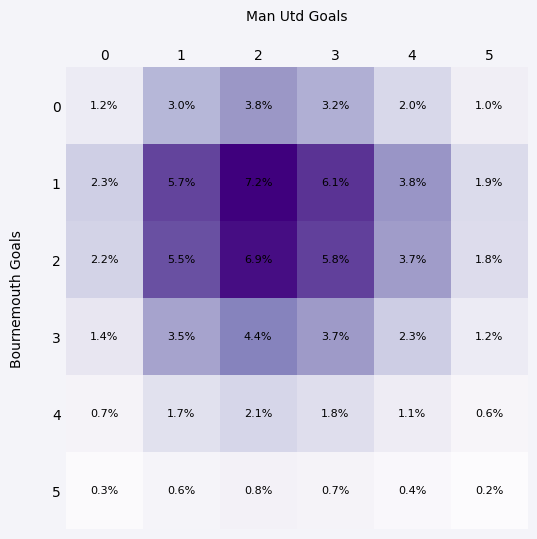 Man Utd Goals
0 1 2 3 4 5
Bournemouth Goals
0 1.2% 3.0% 3.8% 3.2% 2.0% 1.0%
1 2.3% 5.7% 7.2% 6.1% 3.8% 1.9%
2 2.2% 5.5% 6.9% 5.8% 3.7% 1.8%
3 1.4% 3.5% 4.4% 3.7% 2.3% 1.2%
4 0.7% 1.7% 2.1% 1.8% 1.1% 0.6%
5 0.3% 0.6% 0.8% 0.7% 0.4% 0.2%